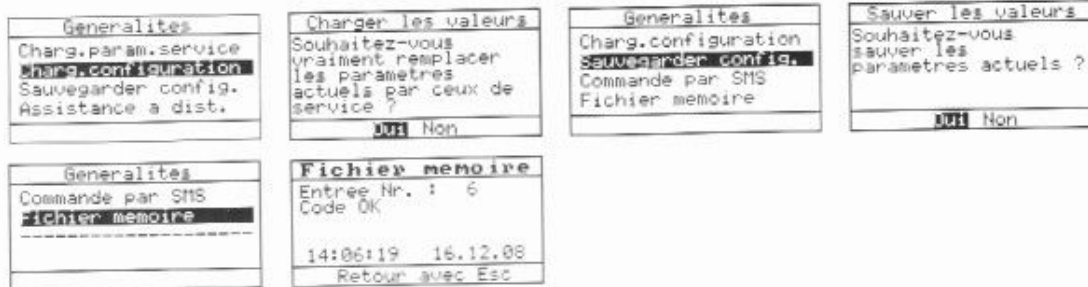 Generalites
Charg.param.service
Charg.configuration
Sauvegarder config.
Assistance a dist.
Charger les valeurs
Souhaitez-vous
vraiment remplacer
les parametres
actuels par ceux de
service ?
Oui Non
Generalites
Charg.configuration
Sauvegarder config.
Commande par SMS
Fichier memoire
Sauver les valeurs
Souhaitez-vous
sauver les
parametres actuels ?
Oui Non
Generalites
Commande par SMS
Fichier memoire
--------------------
Fichier memoire
Entree Nr. : 6
Code OK
14:06:19 16.12.08
Retour avec Esc